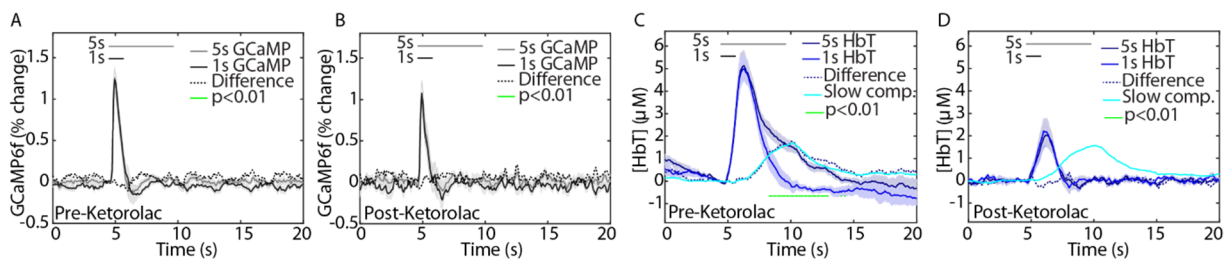 A
GCaMP6f (% change)
1.5
1
0.5
0
-0.5
5s
1s
5s GCaMP
1s GCaMP
Difference
p<0.01
Pre-Ketorolac
0 5 10 15 20
Time (s)
B
GCaMP6f (% change)
1.5
1
0.5
0
-0.5
5s
1s
5s GCaMP
1s GCaMP
Difference
p<0.01
Post-Ketorolac
0 5 10 15 20
Time (s)
C
[HbT] (μM)
6
5
4
3
2
1
0
-1
5s
1s
5s HbT
1s HbT
Difference
Slow comp.
p<0.01
Pre-Ketorolac
0 5 10 15 20
Time (s)
D
[HbT] (μM)
6
5
4
3
2
1
0
-1
5s
1s
5s HbT
1s HbT
Difference
Slow comp.
p<0.01
Post-Ketorolac
0 5 10 15 20
Time (s)